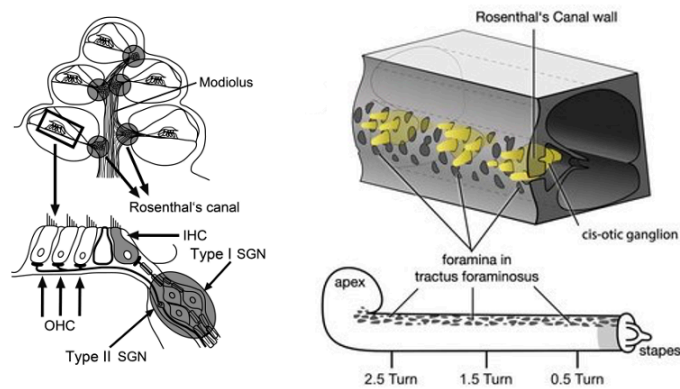 Modiolus
Rosenthal's canal
IHC
Type I SGN
OHC
Type II SGN
Rosenthal's Canal wall
cis-otic ganglion
foramina in
tractus foraminosus
apex
stapes
2.5 Turn
1.5 Turn
0.5 Turn